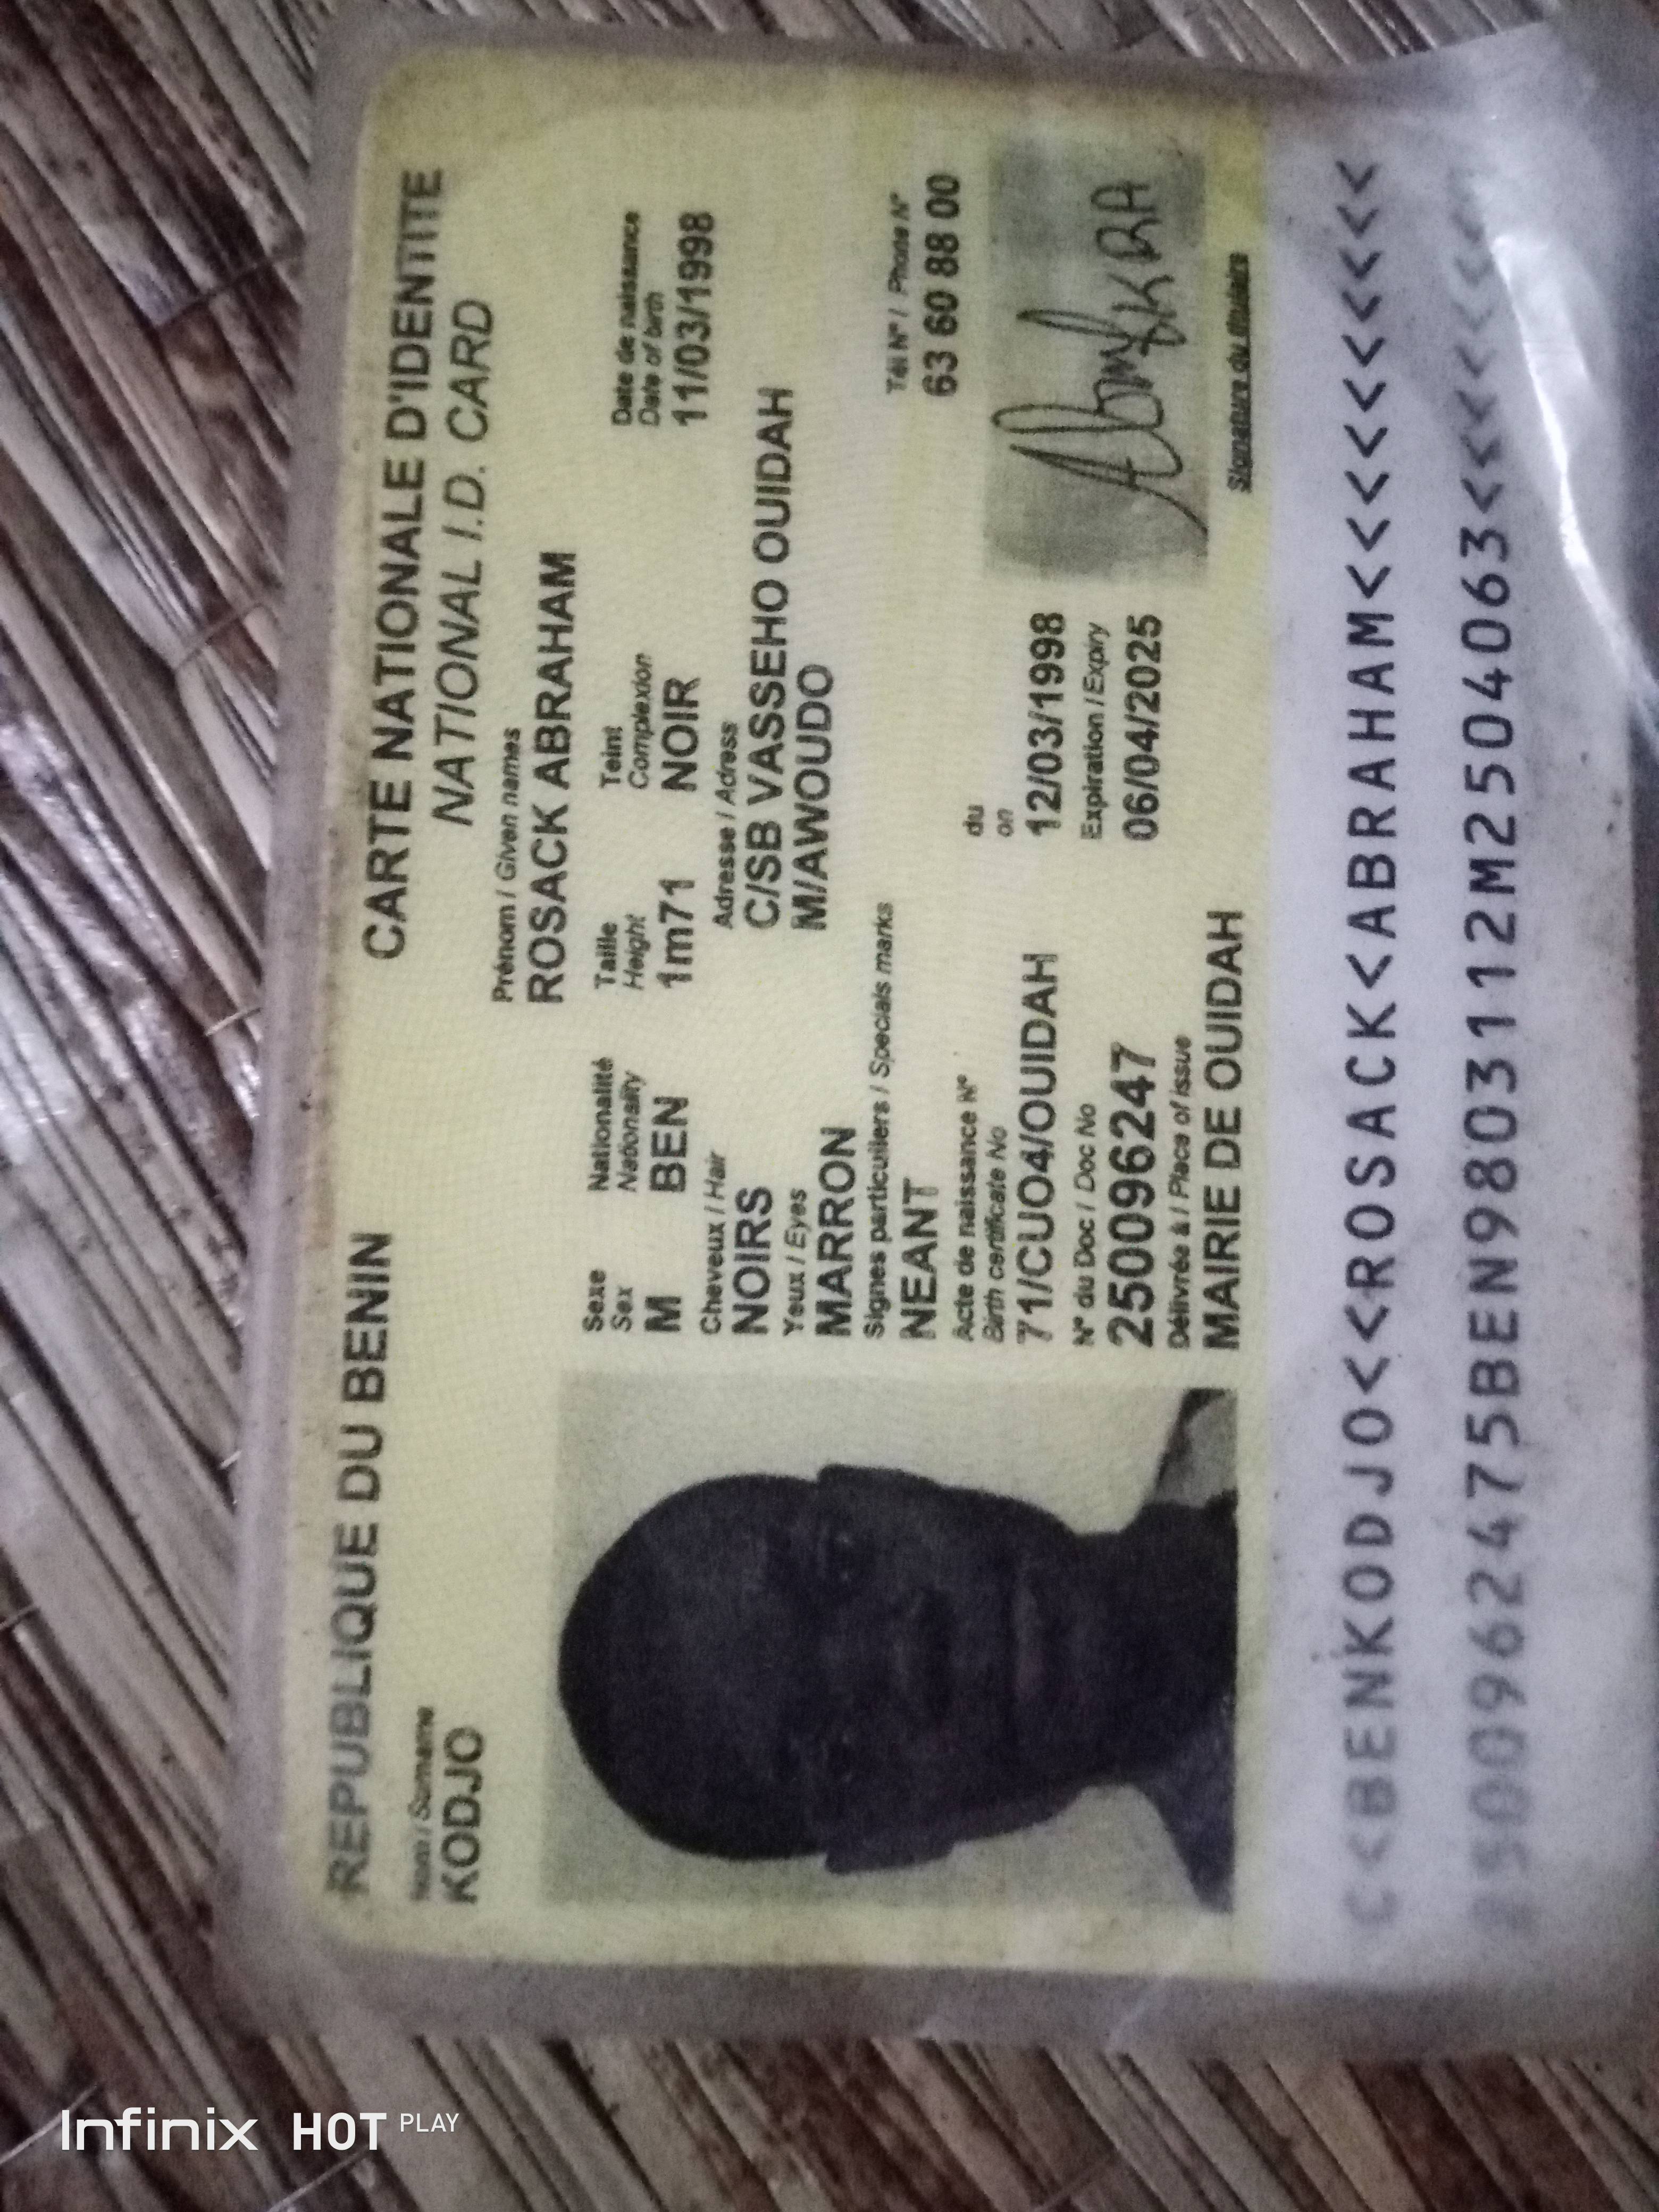 REPUBLIQUE DU BENIN
CARTE NATIONALE D'IDENTITE
NATIONAL I.D. CARD
Nom / Surname
KODJO
Prénom / Given names
ROSACK ABRAHAM
Sexe
Sex
M
Nationalité
Nationality
BEN
Taille
Height
1m71
Teint
Complexion
NOIR
Date de naissance
Date of birth
11/03/1998
Cheveux / Hair
NOIRS
Adresse / Adress
C/SB VASSEHO OUIDAH
M/AWOUDO
Yeux / Eyes
MARRON
Signes particuliers / Specials marks
NEANT
Tél N° / Phone N°
63 60 88 00
Acte de naissance N°
Birth certificate No
71/CUO4/OUIDAH
du
on
12/03/1998
N° du Doc / Doc No
250096247
Expiration / Expiry
06/04/2025
Délivrée à / Place of issue
MAIRIE DE OUIDAH
Signature du titulaire
C<BENKODJO<<ROSACK<ABRAHAM<<<<<<<<<<
2500962475BEN9803112M2504063<<<<<<<<
Infinix HOT PLAY